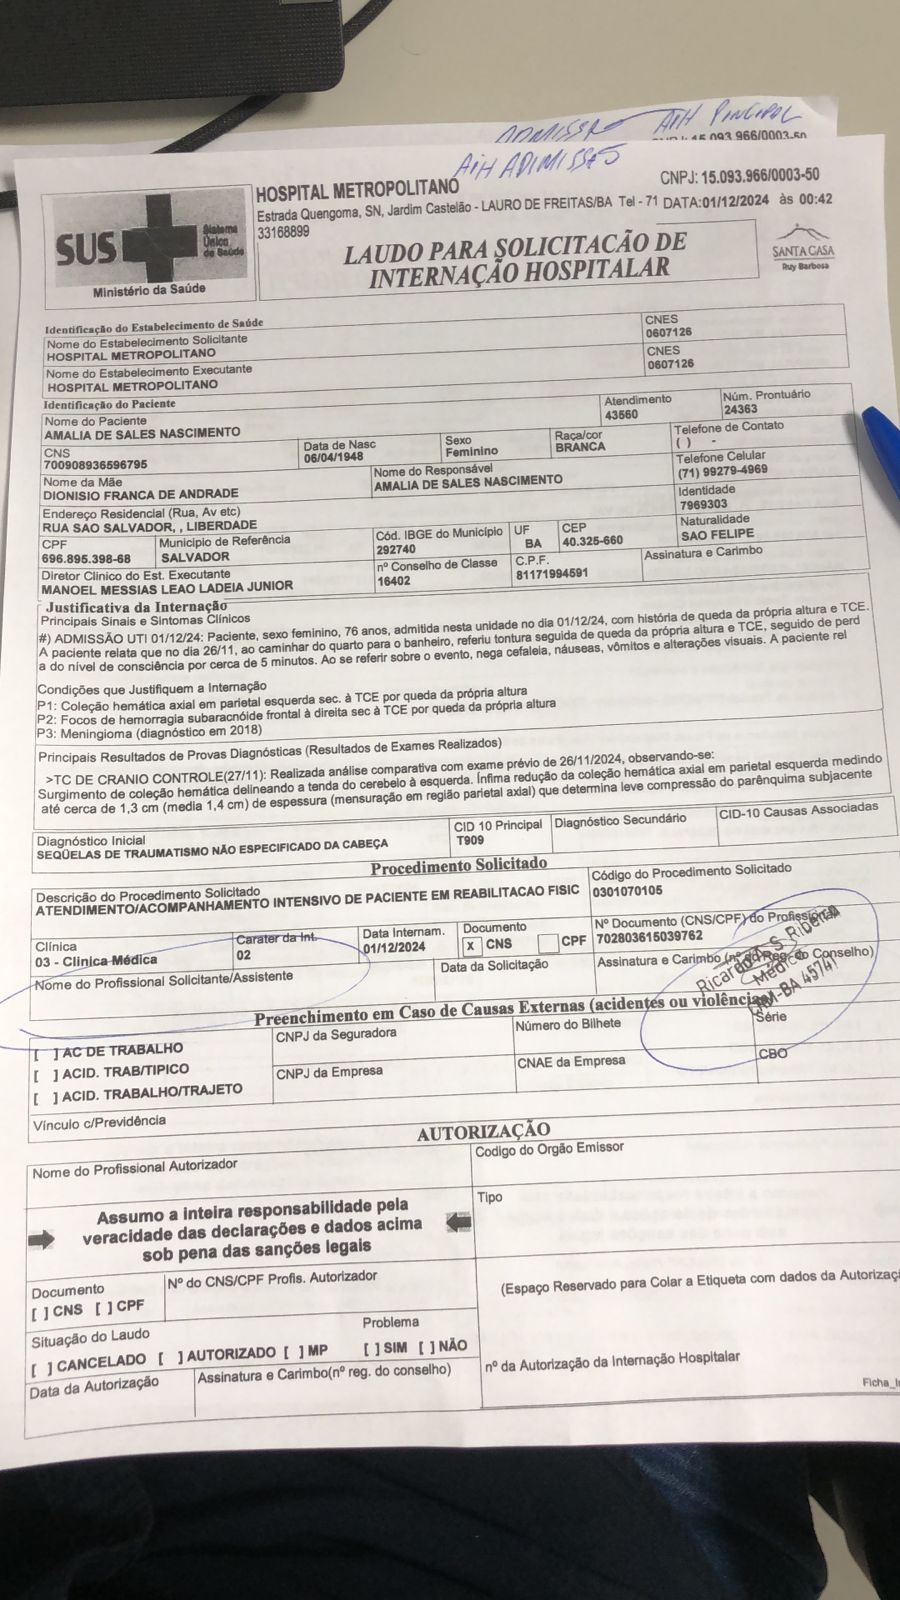 AIH PINCIPAL
ADMISSÃO
CNPJ: 15.093.966/0003-50
AIH ADIMISSÃS
HOSPITAL METROPOLITANO
CNPJ: 15.093.966/0003-50
Estrada Quengoma, SN, Jardim Castelão - LAURO DE FREITAS/BA Tel - 71
33168899
DATA:01/12/2024 às 00:42
SUS
Sistema
Único
de Saúde
Ministério da Saúde
LAUDO PARA SOLICITACÃO DE
INTERNAÇÃO HOSPITALAR
SANTA CASA
Ruy Barbosa
Identificação do Estabelecimento de Saúde
Nome do Estabelecimento Solicitante
HOSPITAL METROPOLITANO
CNES
0607126
Nome do Estabelecimento Executante
HOSPITAL METROPOLITANO
CNES
0607126
Identificação do Paciente
Nome do Paciente
AMALIA DE SALES NASCIMENTO
Atendimento
43560
Núm. Prontuário
24363
CNS
700908936596795
Data de Nasc
06/04/1948
Sexo
Feminino
Raça/cor
BRANCA
Telefone de Contato
( ) -
Nome da Mãe
DIONISIO FRANCA DE ANDRADE
Nome do Responsável
AMALIA DE SALES NASCIMENTO
Telefone Celular
(71) 99279-4969
Endereço Residencial (Rua, Av etc)
RUA SAO SALVADOR, , LIBERDADE
Identidade
7969303
CPF
696.895.398-68
Municipio de Referência
SALVADOR
Cód. IBGE do Município
292740
UF
BA
CEP
40.325-660
Naturalidade
SAO FELIPE
Diretor Clinico do Est. Executante
MANOEL MESSIAS LEAO LADEIA JUNIOR
nº Conselho de Classe
16402
C.P.F.
81171994591
Assinatura e Carimbo
Justificativa da Internação
Principais Sinais e Sintomas Clínicos
#) ADMISSÃO UTI 01/12/24: Paciente, sexo feminino, 76 anos, admitida nesta unidade no dia 01/12/24, com história de queda da própria altura e TCE.
A paciente relata que no dia 26/11, ao caminhar do quarto para o banheiro, referiu tontura seguida de queda da própria altura e TCE, seguido de perd
a do nível de consciência por cerca de 5 minutos. Ao se referir sobre o evento, nega cefaleia, náuseas, vômitos e alterações visuais. A paciente rel
Condições que Justifiquem a Internação
P1: Coleção hemática axial em parietal esquerda sec. à TCE por queda da própria altura
P2: Focos de hemorragia subaracnóide frontal à direita sec à TCE por queda da própria altura
P3: Meningioma (diagnóstico em 2018)
Principais Resultados de Provas Diagnósticas (Resultados de Exames Realizados)
>TC DE CRANIO CONTROLE(27/11): Realizada análise comparativa com exame prévio de 26/11/2024, observando-se:
Surgimento de coleção hemática delineando a tenda do cerebelo à esquerda. Ínfima redução da coleção hemática axial em parietal esquerda medindo
até cerca de 1,3 cm (media 1,4 cm) de espessura (mensuração em região parietal axial) que determina leve compressão do parênquima subjacente
Diagnóstico Inicial
SEQÜELAS DE TRAUMATISMO NÃO ESPECIFICADO DA CABEÇA
CID 10 Principal
T909
Diagnóstico Secundário
CID-10 Causas Associadas
Procedimento Solicitado
Descrição do Procedimento Solicitado
ATENDIMENTO/ACOMPANHAMENTO INTENSIVO DE PACIENTE EM REABILITACAO FISIC
Código do Procedimento Solicitado
0301070105
Clínica
03 - Clinica Médica
Carater da Int.
02
Data Internam.
01/12/2024
Documento
X CNS CPF
Nº Documento (CNS/CPF) do Profissional
702803615039762
Nome do Profissional Solicitante/Assistente
Data da Solicitação
Assinatura e Carimbo (nº da Reg. do Conselho)
Ricardo S Ribeiro
Médico
CRM-BA 45741
Preenchimento em Caso de Causas Externas (acidentes ou violências)
[ ] AC DE TRABALHO
[ ] ACID. TRAB/TIPICO
[ ] ACID. TRABALHO/TRAJETO
CNPJ da Seguradora
Número do Bilhete
Série
CNPJ da Empresa
CNAE da Empresa
CBO
Vínculo c/Previdência
AUTORIZAÇÃO
Nome do Profissional Autorizador
Codigo do Orgão Emissor
Assumo a inteira responsabilidade pela
veracidade das declarações e dados acima
sob pena das sanções legais
Tipo
Documento
[ ] CNS [ ] CPF
Nº do CNS/CPF Profis. Autorizador
(Espaço Reservado para Colar a Etiqueta com dados da Autorizaçã
Situação do Laudo
Problema
[ ] CANCELADO [ ] AUTORIZADO [ ] MP [ ] SIM [ ] NÃO
Data da Autorização
Assinatura e Carimbo(nº reg. do conselho)
nº da Autorização da Internação Hospitalar